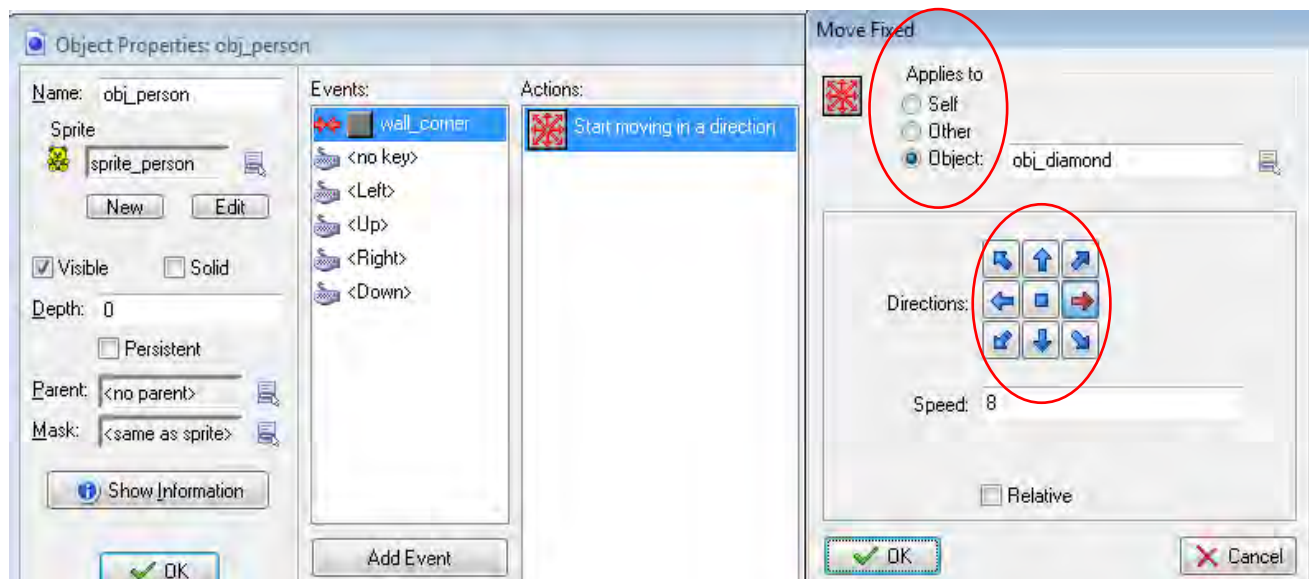 Object Properties: obj_person
Name: obj_person
Sprite
sprite_person
New Edit
Visible Solid
Depth: 0
Persistent
Parent: <no parent>
Mask: <same as sprite>
Show Information
OK
Events:
wall_corner
<no key>
<Left>
<Up>
<Right>
<Down>
Add Event
Actions:
Start moving in a direction
Move Fixed
Applies to
Self
Other
Object: obj_diamond
Directions:
Speed: 8
Relative
OK Cancel